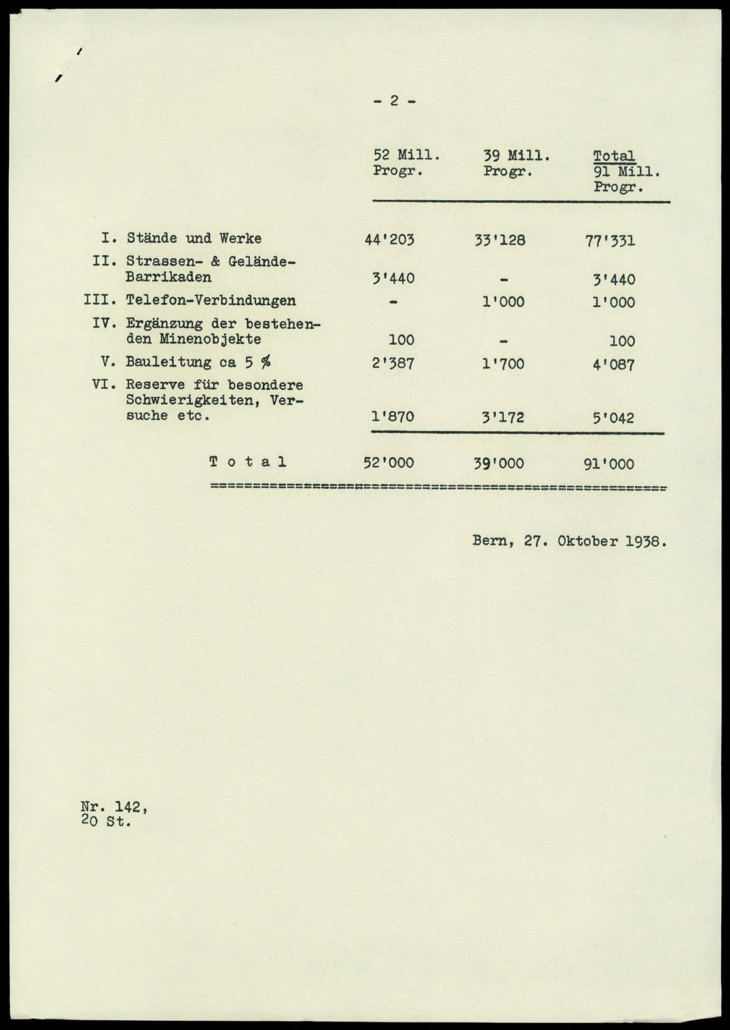 - 2 -
52 Mill. 39 Mill. Total
Progr. Progr. 91 Mill.
Progr.
I. Stände und Werke 44'203 33'128 77'331
II. Strassen- & Gelände-
Barrikaden 3'440 - 3'440
III. Telefon-Verbindungen - 1'000 1'000
IV. Ergänzung der bestehen-
den Minenobjekte 100 - 100
V. Bauleitung ca 5 % 2'387 1'700 4'087
VI. Reserve für besondere
Schwierigkeiten, Ver-
suche etc. 1'870 3'172 5'042
T o t a l 52'000 39'000 91'000
Bern, 27. Oktober 1938.
Nr. 142,
20 St.